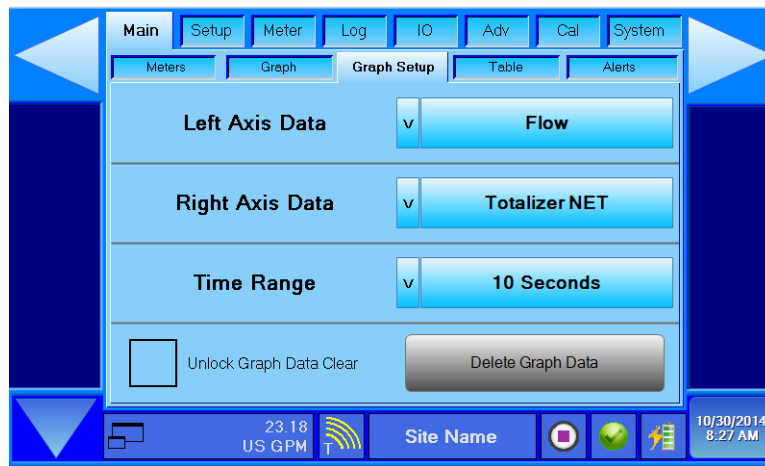 Main Setup Meter Log IO Adv Cal System
Meters Graph Graph Setup Table Alerts
Left Axis Data v Flow
Right Axis Data v Totalizer NET
Time Range v 10 Seconds
Unlock Graph Data Clear Delete Graph Data
23.18
US GPM T Site Name
10/30/2014
8:27 AM